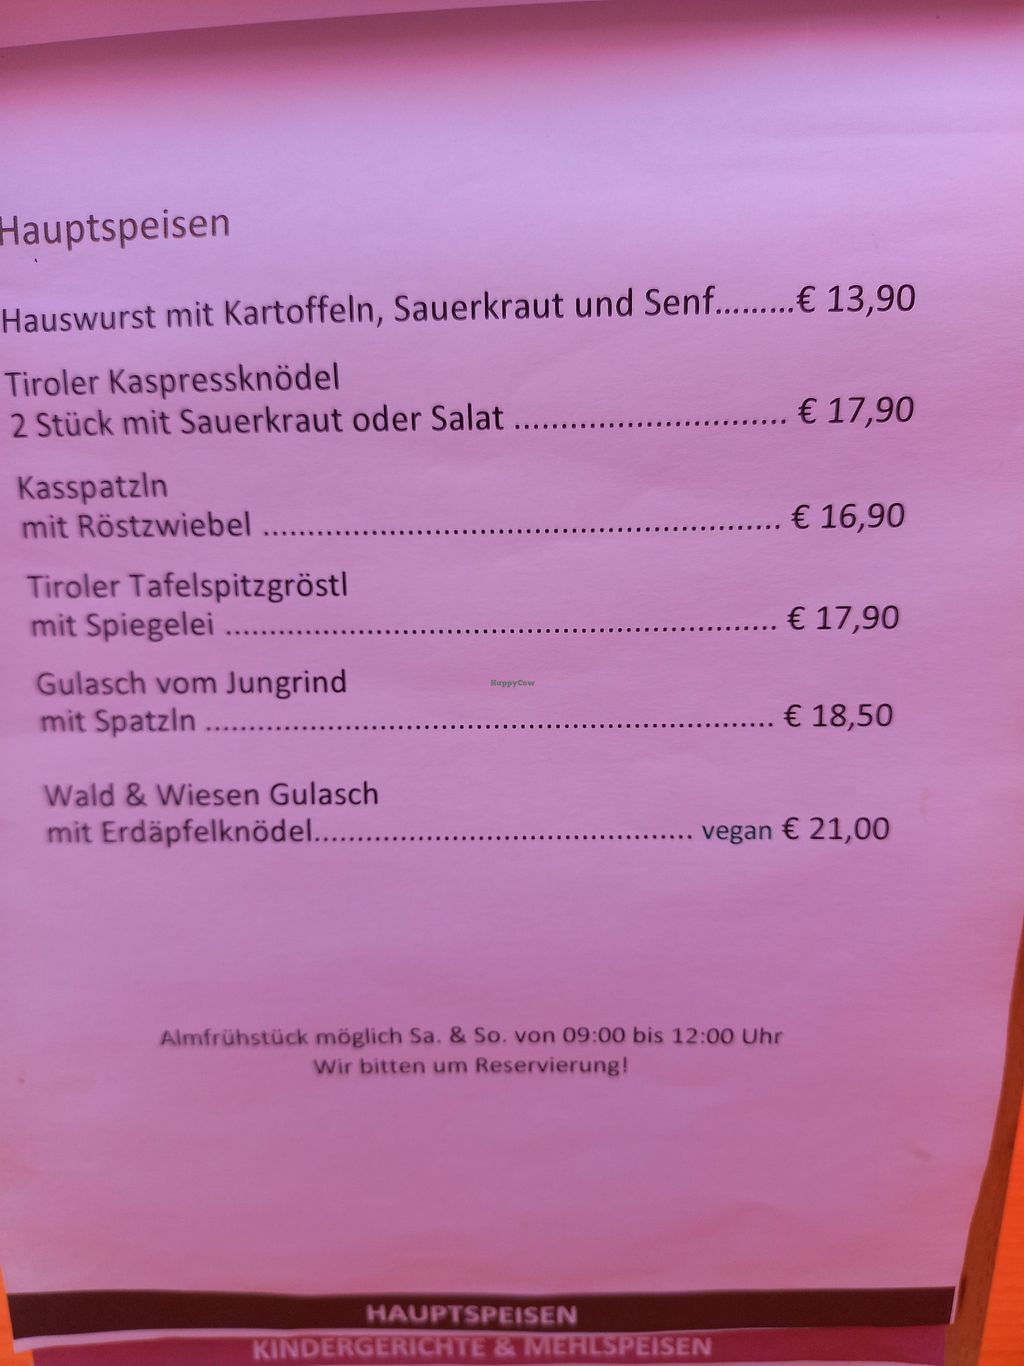 Hauptspeisen
Hauswurst mit Kartoffeln, Sauerkraut und Senf.........€ 13,90
Tiroler Kaspressknödel
2 Stück mit Sauerkraut oder Salat ............................. € 17,90
Kasspatzln
mit Röstzwiebel ........................................................ € 16,90
Tiroler Tafelspitzgröstl
mit Spiegelei ............................................................. € 17,90
Gulasch vom Jungrind
HappyCow
mit Spatzln ............................................................... € 18,50
Wald & Wiesen Gulasch
mit Erdäpfelknödel........................................... vegan € 21,00
Almfrühstück möglich Sa. & So. von 09:00 bis 12:00 Uhr
Wir bitten um Reservierung!
HAUPTSPEISEN
KINDERGERICHTE & MEHLSPEISEN